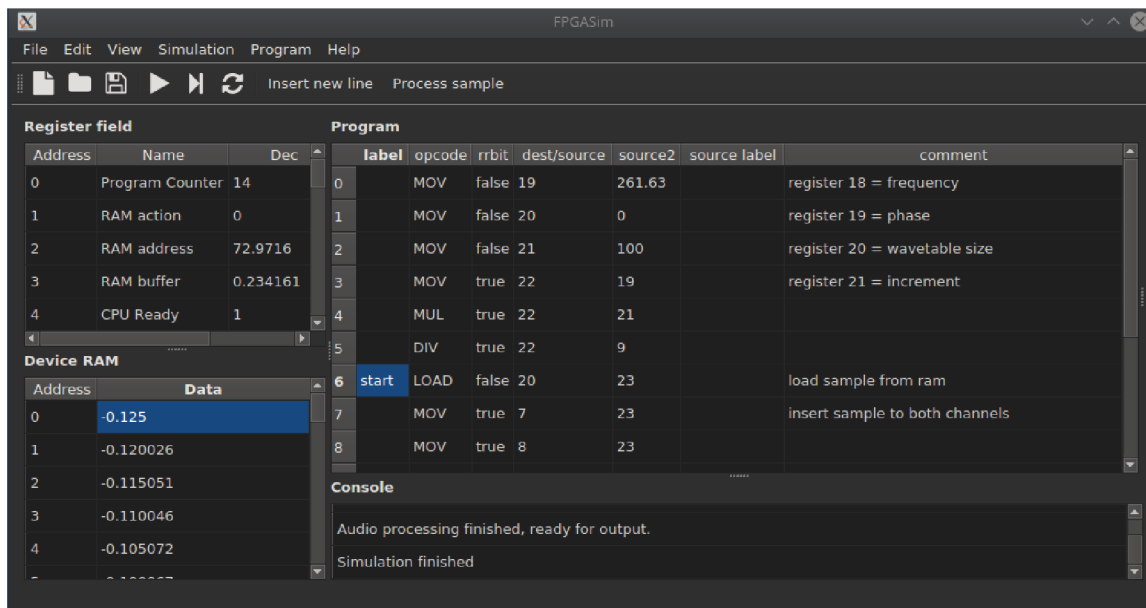 FPGASim
File Edit View Simulation Program Help
Insert new line Process sample
Register field
Address Name Dec
0 Program Counter 14
1 RAM action 0
2 RAM address 72.9716
3 RAM buffer 0.234161
4 CPU Ready 1
Device RAM
Address Data
0 -0.125
1 -0.120026
2 -0.115051
3 -0.110046
4 -0.105072
Program
label opcode rrbit dest/source source2 source label comment
0 MOV false 19 261.63 register 18 = frequency
1 MOV false 20 0 register 19 = phase
2 MOV false 21 100 register 20 = wavetable size
3 MOV true 22 19 register 21 = increment
4 MUL true 22 21
5 DIV true 22 9
6 start LOAD false 20 23 load sample from ram
7 MOV true 7 23 insert sample to both channels
8 MOV true 8 23
Console
Audio processing finished, ready for output.
Simulation finished